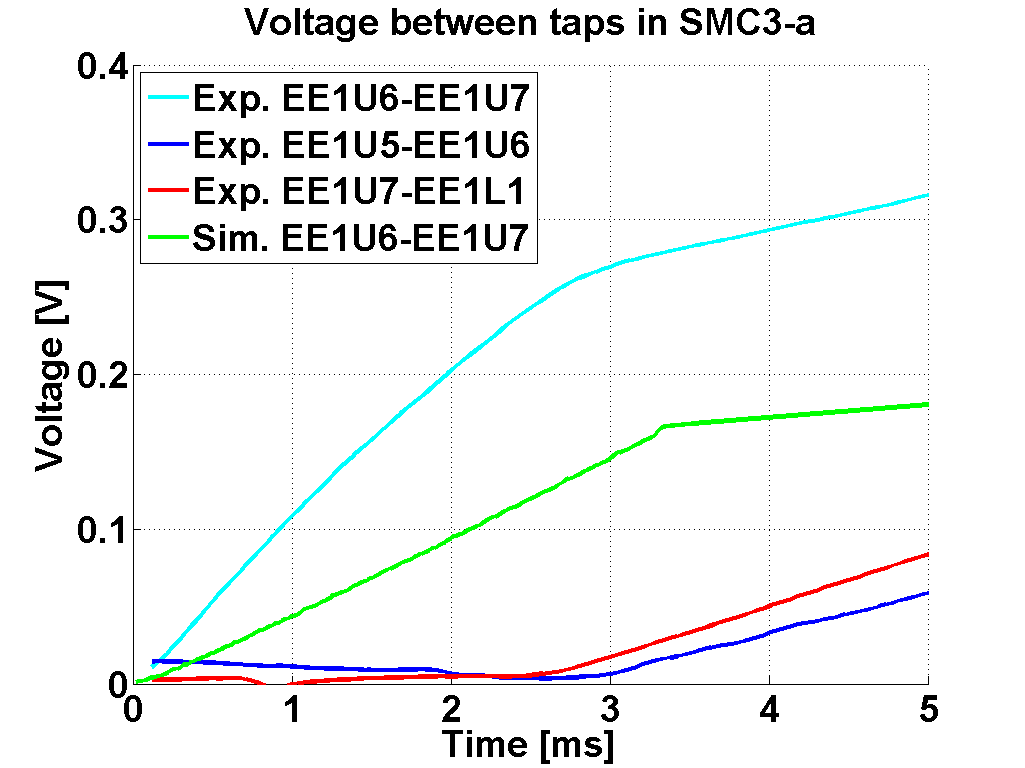 Voltage between taps in SMC3-a
0.4
Exp. EE1U6-EE1U7
Exp. EE1U5-EE1U6
Exp. EE1U7-EE1L1
Sim. EE1U6-EE1U7
0.3
0.2
0.1
0
Voltage [V]
0 1 2 3 4 5
Time [ms]